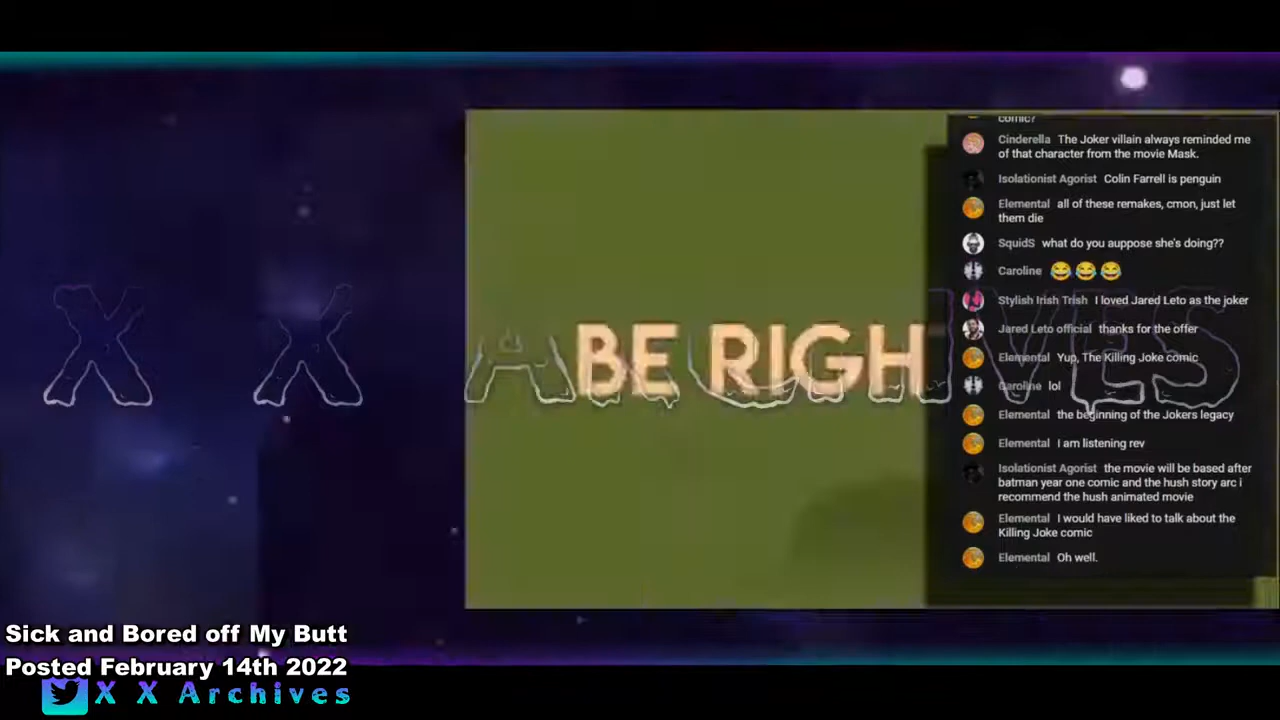 comic?
Cinderella The Joker villain always reminded me
of that character from the movie Mask.
Isolationist Agorist Colin Farrell is penguin
Elemental all of these remakes, cmon, just let
them die
SquidS what do you auppose she's doing??
Caroline 😂😂😂
Stylish Irish Trish I loved Jared Leto as the joker
Jared Leto official thanks for the offer
Elemental Yup, The Killing Joke comic
Caroline lol
Elemental the beginning of the Jokers legacy
Elemental I am listening rev
Isolationist Agorist the movie will be based after
batman year one comic and the hush story arc i
recommend the hush animated movie
Elemental I would have liked to talk about the
Killing Joke comic
Elemental Oh well.
BE RIGH
X X ARCHIVES
Sick and Bored off My Butt
Posted February 14th 2022
X X Archives